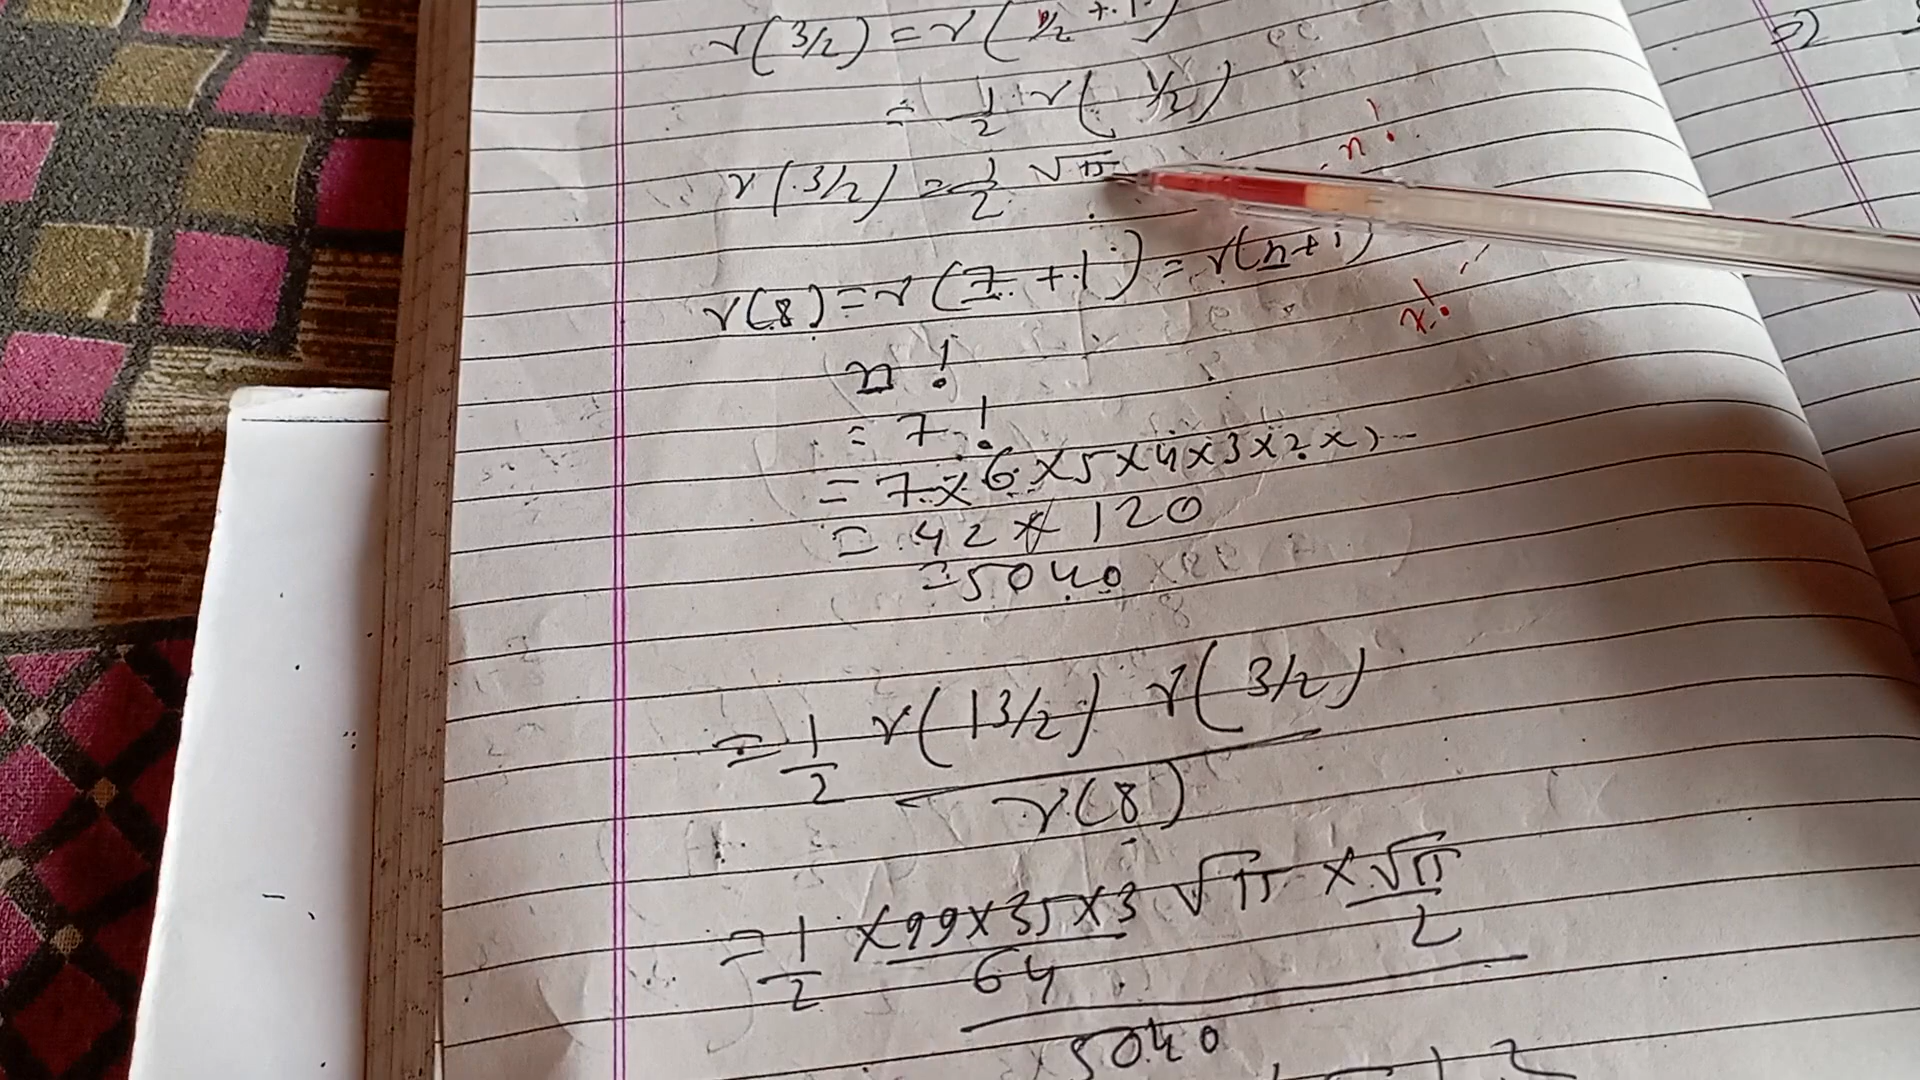 γ(3/2) = γ(1/2 + 1)
= 1/2 γ(1/2)
γ(3/2) = 1/2 √π
n!
γ(8) = γ(7 + 1) = γ(n+1)
x!
n!
= 7!
= 7 × 6 × 5 × 4 × 3 × 2 × 1
= 42 × 120
= 5040
= 1/2 γ(13/2) γ(3/2)
γ(8)
= 1/2 × 99×35×3/64 √π × √π/2
5040